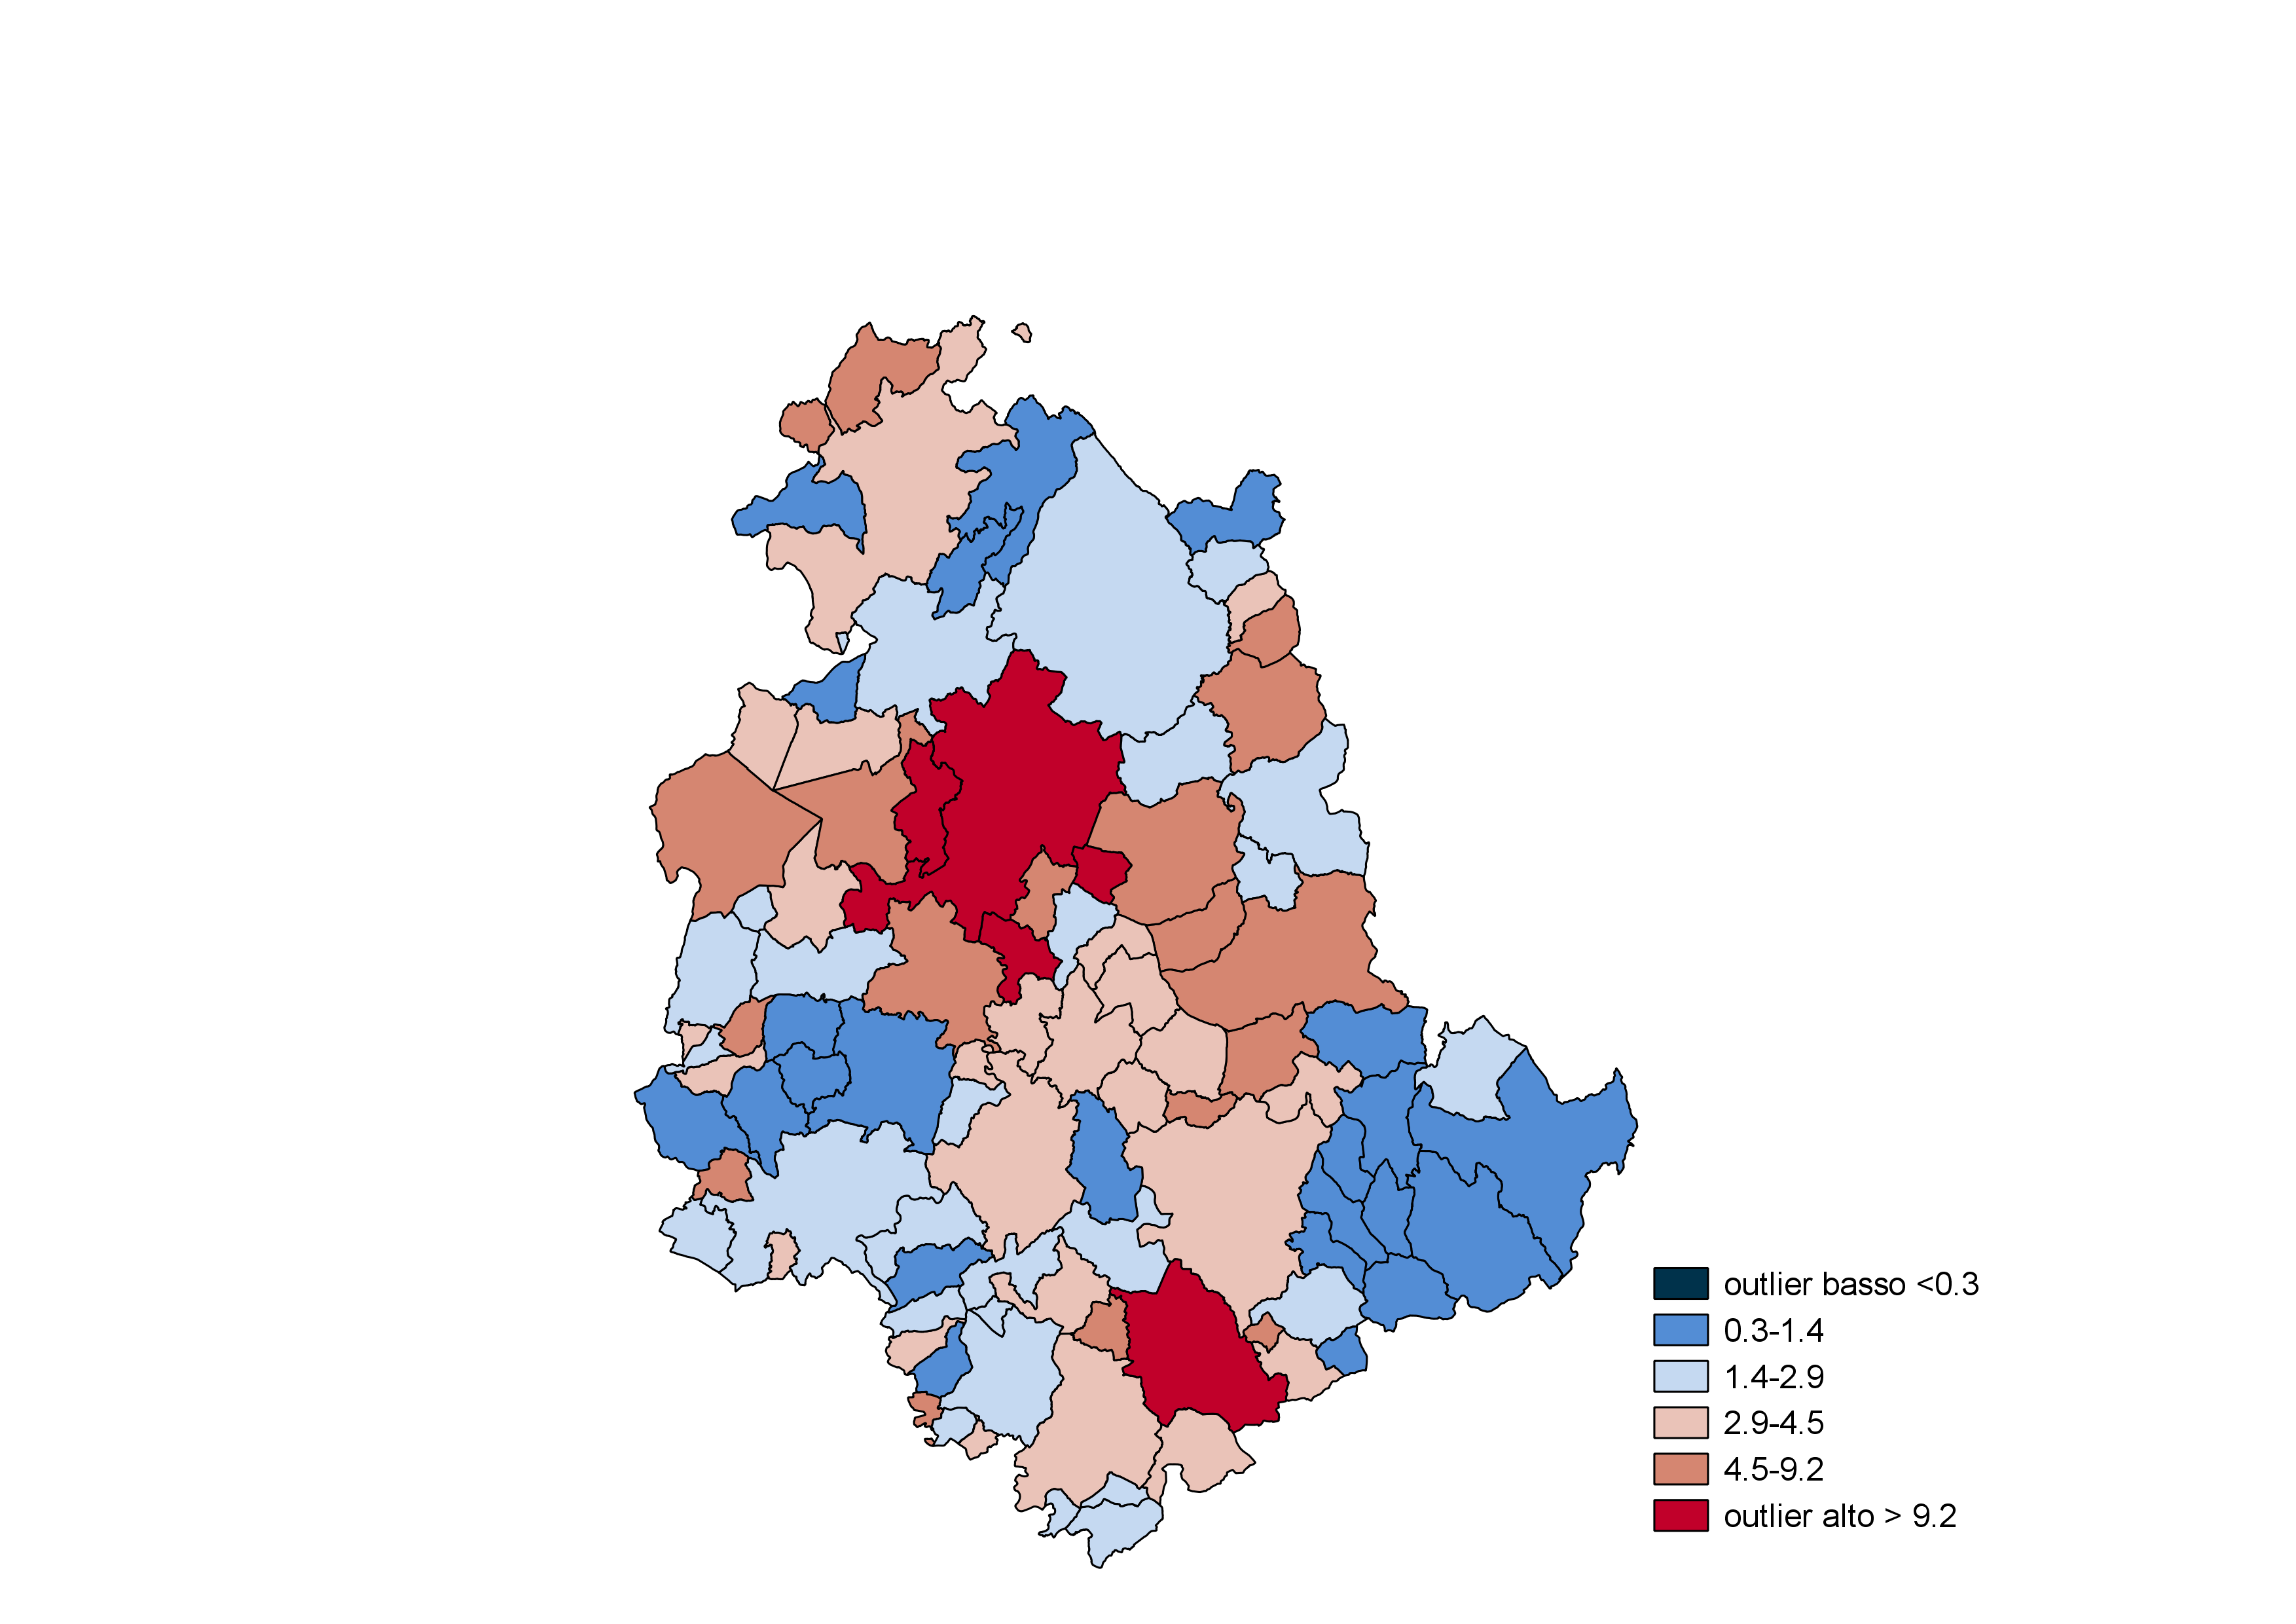 outlier basso <0.3
0.3-1.4
1.4-2.9
2.9-4.5
4.5-9.2
outlier alto > 9.2